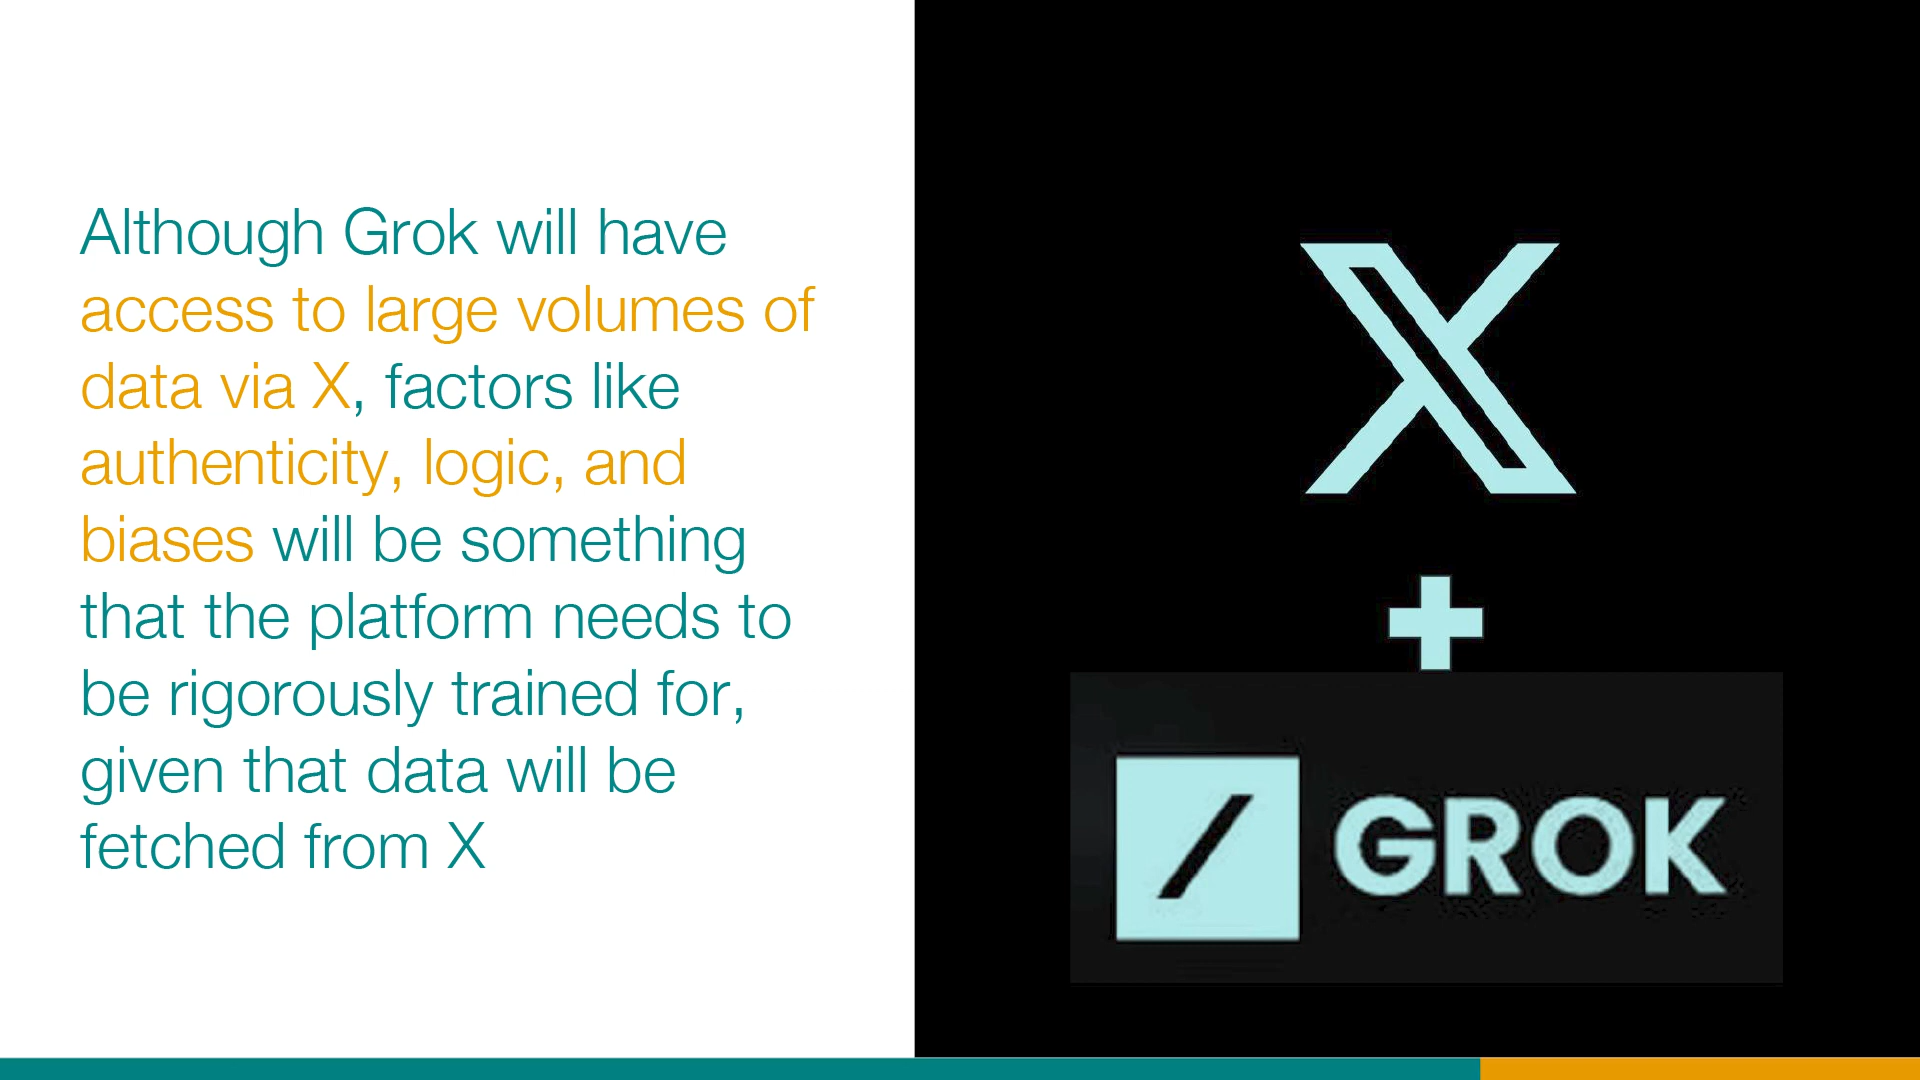 Although Grok will have
access to large volumes of
data via X, factors like
authenticity, logic, and
biases will be something
that the platform needs to
be rigorously trained for,
given that data will be
fetched from X
X
+
GROK